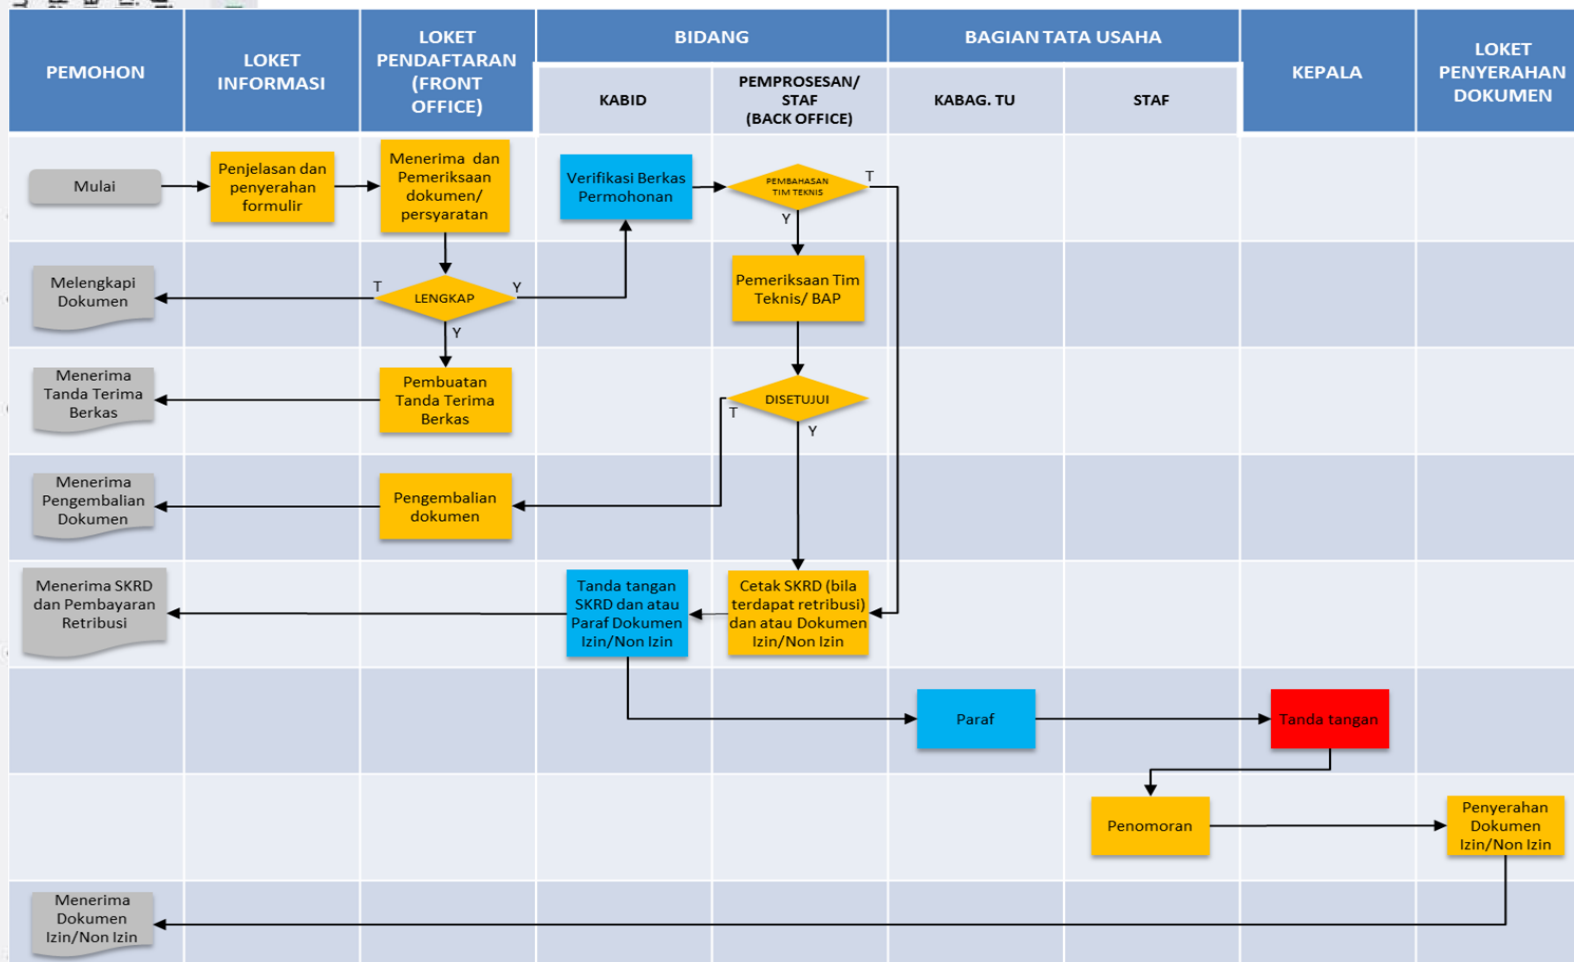 PEMOHON
LOKET
INFORMASI
LOKET
PENDAFTARAN
(FRONT
OFFICE)
BIDANG
BAGIAN TATA USAHA
KEPALA
LOKET
PENYERAHAN
DOKUMEN
KABID
PEMPROSESAN/
STAF
(BACK OFFICE)
KABAG. TU
STAF
Mulai
Penjelasan dan
penyerahan
formulir
Menerima dan
Pemeriksaan
dokumen/
persyaratan
Verifikasi Berkas
Permohonan
PEMBAHASAN
TIM TEKNIS
T
Y
Melengkapi
Dokumen
T
LENGKAP
Y
Y
Pemeriksaan Tim
Teknis/ BAP
Menerima
Tanda Terima
Berkas
Pembuatan
Tanda Terima
Berkas
DISETUJUI
T
Y
Menerima
Pengembalian
Dokumen
Pengembalian
dokumen
Menerima SKRD
dan Pembayaran
Retribusi
Tanda tangan
SKRD dan atau
Paraf Dokumen
Izin/Non Izin
Cetak SKRD (bila
terdapat retribusi)
dan atau Dokumen
Izin/Non Izin
Paraf
Tanda tangan
Penomoran
Penyerahan
Dokumen
Izin/Non Izin
Menerima
Dokumen
Izin/Non Izin